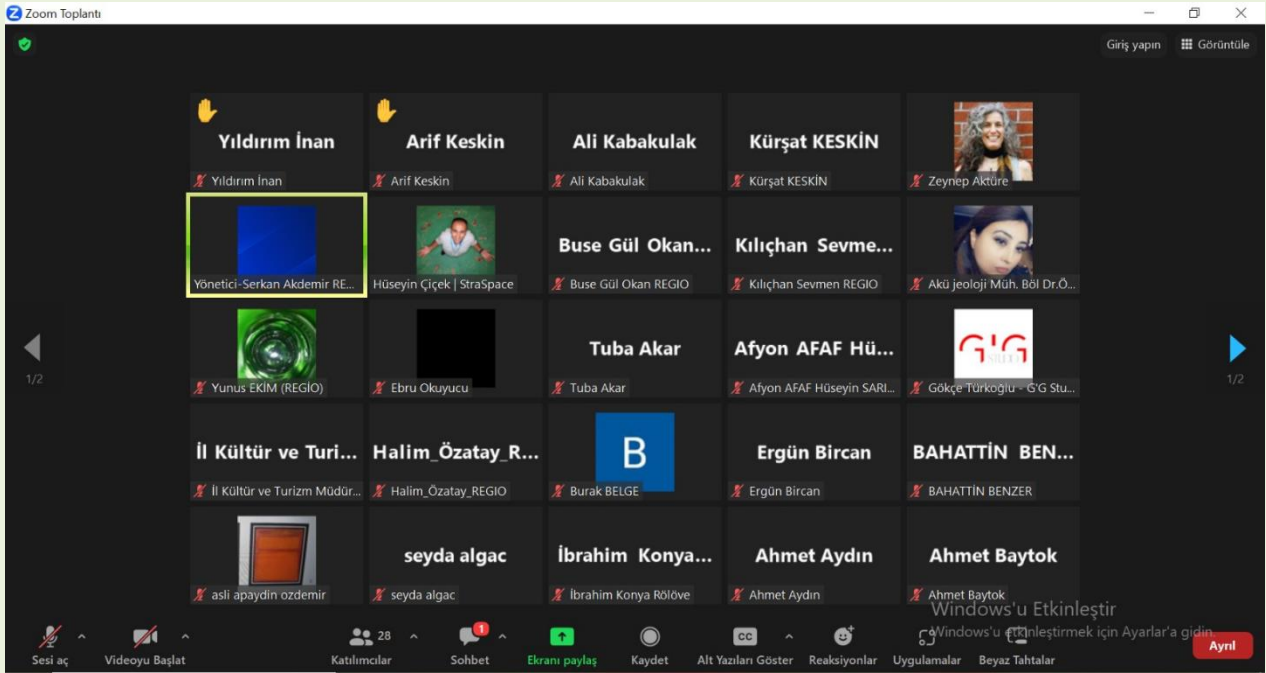 Zoom Toplantı
Giriş yapın Görüntüle
Yıldırım İnan Arif Keskin Ali Kabakulak Kürşat KESKİN
Yıldırım İnan Arif Keskin Ali Kabakulak Kürşat KESKİN Zeynep Aktüre
Buse Gül Okan... Kılıçhan Sevme...
Yönetici-Serkan Akdemir RE... Hüseyin Çiçek | StraSpace Buse Gül Okan REGIO Kılıçhan Sevmen REGIO Akü jeoloji Müh. Böl Dr.Ö...
Tuba Akar Afyon AFAF Hü... G'G
STUDIO
1/2 Yunus EKİM (REGİO) Ebru Okuyucu Tuba Akar Afyon AFAF Hüseyin SARI... Gökçe Türkoğlu - G'G Stu... 1/2
İl Kültür ve Turi... Halim_Özatay_R... B Ergün Bircan BAHATTİN BEN...
İl Kültür ve Turizm Müdür... Halim_Özatay_REGIO Burak BELGE Ergün Bircan BAHATTİN BENZER
seyda algac İbrahim Konya... Ahmet Aydın Ahmet Baytok
asli apaydin ozdemir seyda algac İbrahim Konya Rölöve Ahmet Aydın Ahmet Baytok
Windows'u Etkinleştir
Windows'u etkinleştirmek için Ayarlar'a gidin.
28 1 CC
Sesi aç Videoyu Başlat Katılımcılar Sohbet Ekranı paylaş Kaydet Alt Yazıları Göster Reaksiyonlar Uygulamalar Beyaz Tahtalar Ayrıl